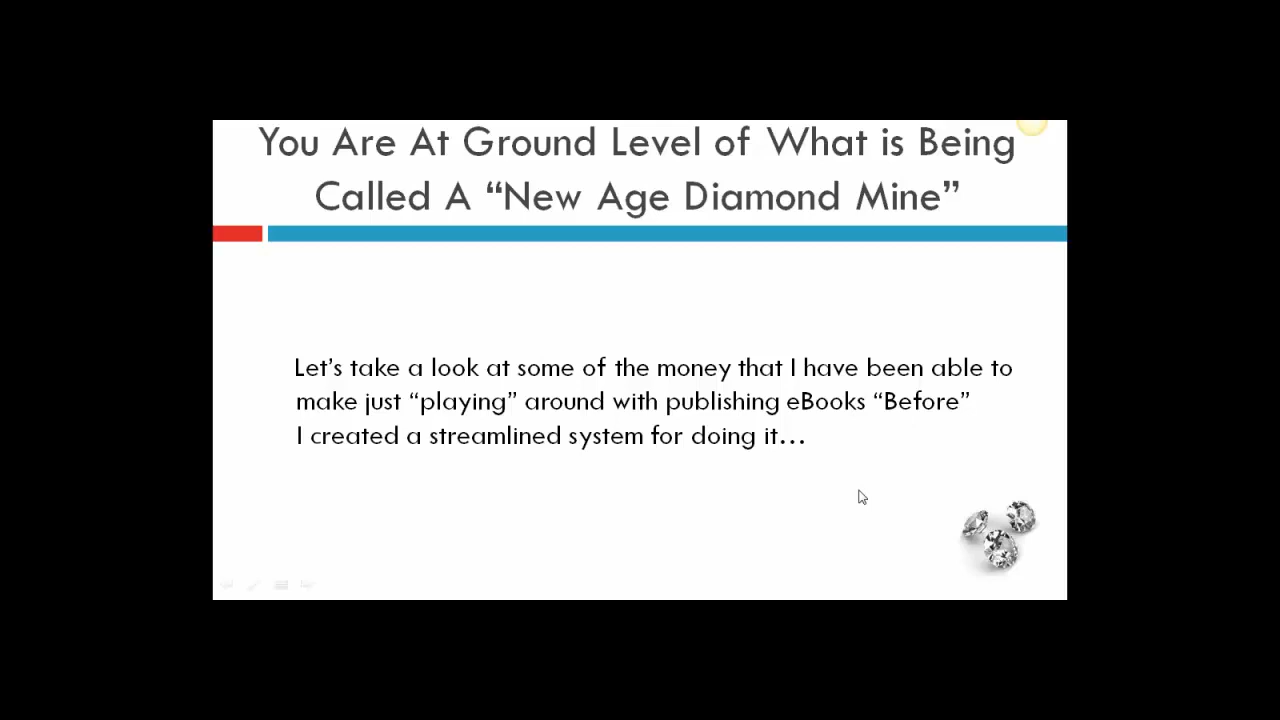 You Are At Ground Level of What is Being
Called A “New Age Diamond Mine”
Let’s take a look at some of the money that I have been able to
make just “playing” around with publishing eBooks “Before”
I created a streamlined system for doing it…